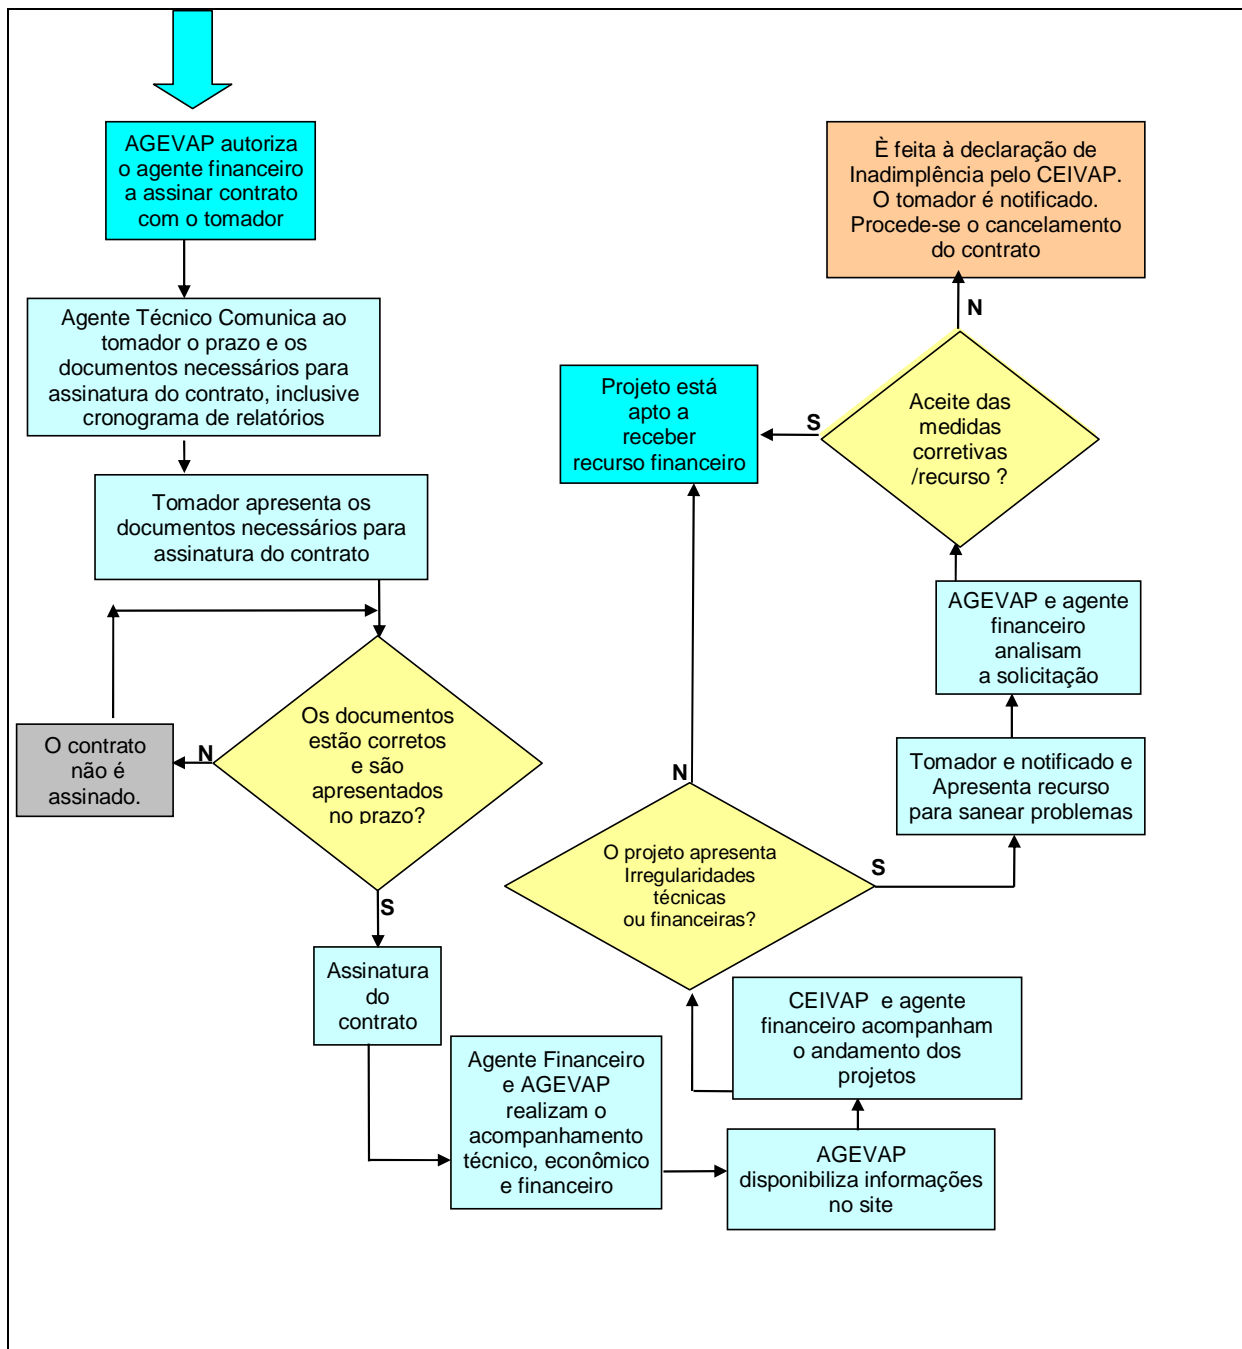 AGEVAP autoriza
o agente financeiro
a assinar contrato
com o tomador
Agente Técnico Comunica ao
tomador o prazo e os
documentos necessários para
assinatura do contrato, inclusive
cronograma de relatórios
Tomador apresenta os
documentos necessários para
assinatura do contrato
Os documentos
estão corretos
e são
apresentados
no prazo?
N
O contrato
não é
assinado.
S
Assinatura
do
contrato
Agente Financeiro
e AGEVAP
realizam o
acompanhamento
técnico, econômico
e financeiro
AGEVAP
disponibiliza informações
no site
CEIVAP e agente
financeiro acompanham
o andamento dos
projetos
O projeto apresenta
Irregularidades
técnicas
ou financeiras?
N
S
Projeto está
apto a
receber
recurso financeiro
Tomador e notificado e
Apresenta recurso
para sanear problemas
AGEVAP e agente
financeiro
analisam
a solicitação
Aceite das
medidas
corretivas
/recurso ?
S
N
È feita à declaração de
Inadimplência pelo CEIVAP.
O tomador é notificado.
Procede-se o cancelamento
do contrato